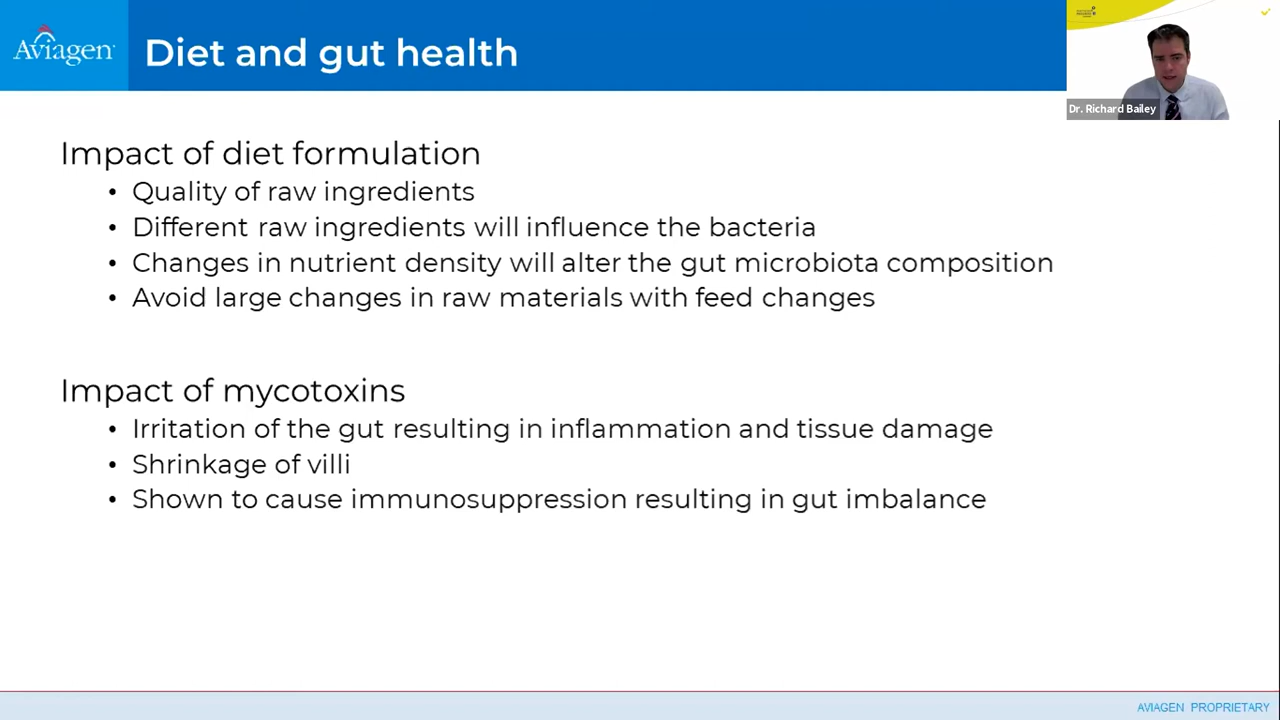 Aviagen
Diet and gut health
Dr. Richard Bailey
Impact of diet formulation
• Quality of raw ingredients
• Different raw ingredients will influence the bacteria
• Changes in nutrient density will alter the gut microbiota composition
• Avoid large changes in raw materials with feed changes
Impact of mycotoxins
• Irritation of the gut resulting in inflammation and tissue damage
• Shrinkage of villi
• Shown to cause immunosuppression resulting in gut imbalance
AVIAGEN PROPRIETARY